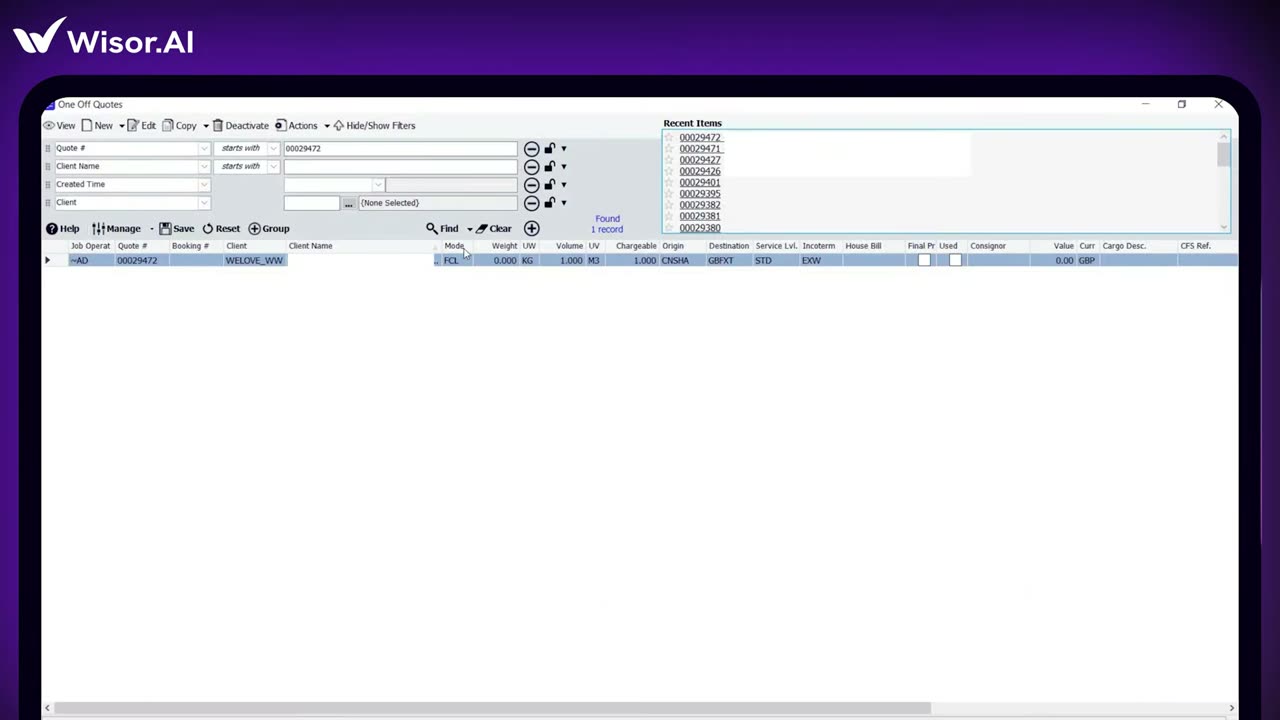 Wisor.AI
One Off Quotes
View New Edit Copy Deactivate Actions Hide/Show Filters
Recent Items
Quote # starts with 00029472
Client Name starts with
Created Time
Client ... {None Selected}
00029472
00029471
00029427
00029426
00029401
00029395
00029382
00029381
00029380
Help Manage Save Reset Group Find Clear
Found
1 record
Job Operat Quote # Booking # Client Client Name Mode Weight UW Volume UV Chargeable Origin Destination Service Lvl. Incoterm House Bill Final Pr Used Consignor Value Curr Cargo Desc. CFS Ref.
~AD 00029472 WELOVE_WW .. FCL 0.000 KG 1.000 M3 1.000 CNSHA GBFXT STD EXW 0.00 GBP